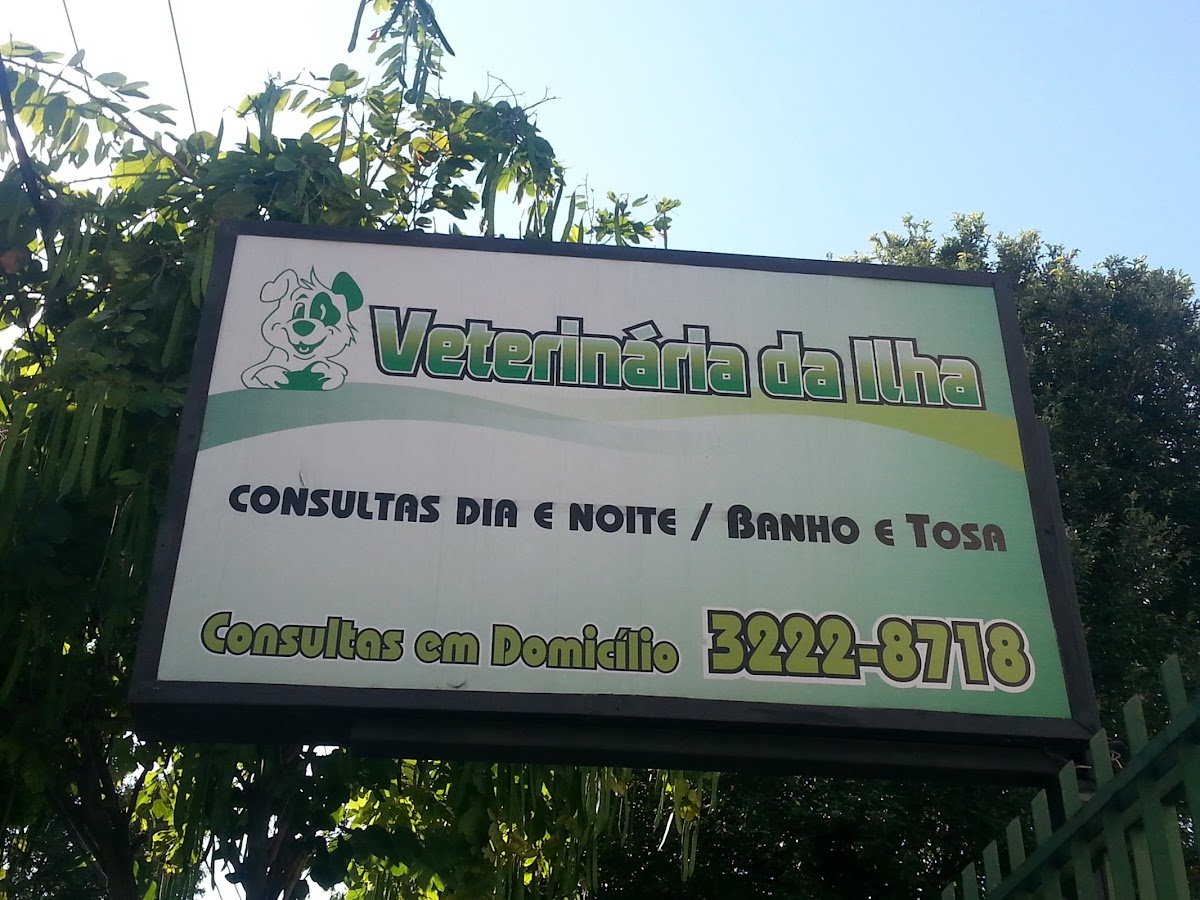 Veterinária da Ilha
CONSULTAS DIA E NOITE / BANHO E TOSA
Consultas em Domicílio 3222-8718